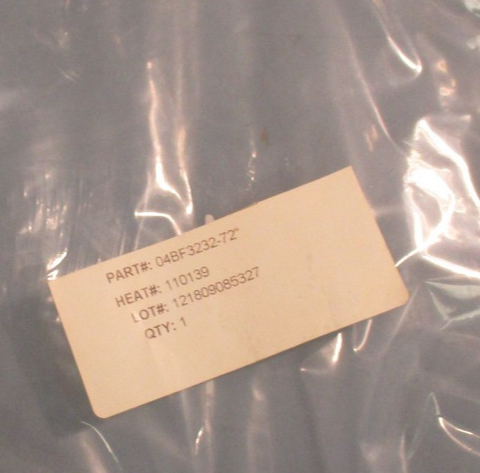 PART#: 04BF3232-72"
HEAT#: 110139
LOT#: 121809085327
QTY: 1